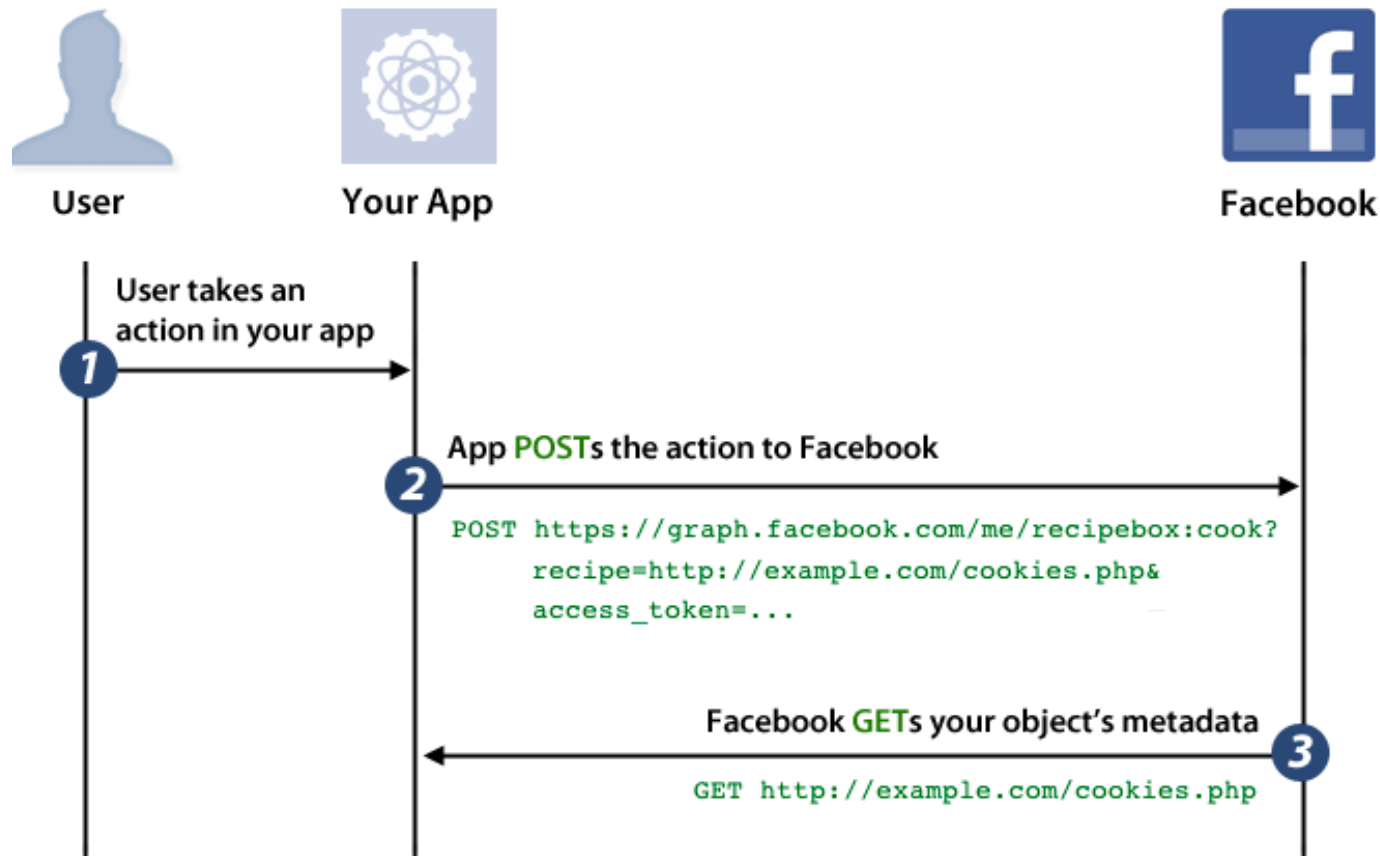 User
Your App
Facebook
User takes an
action in your app
1
App POSTs the action to Facebook
2
POST https://graph.facebook.com/me/recipebox:cook?
recipe=http://example.com/cookies.php&
access_token=...
Facebook GETs your object’s metadata
3
GET http://example.com/cookies.php